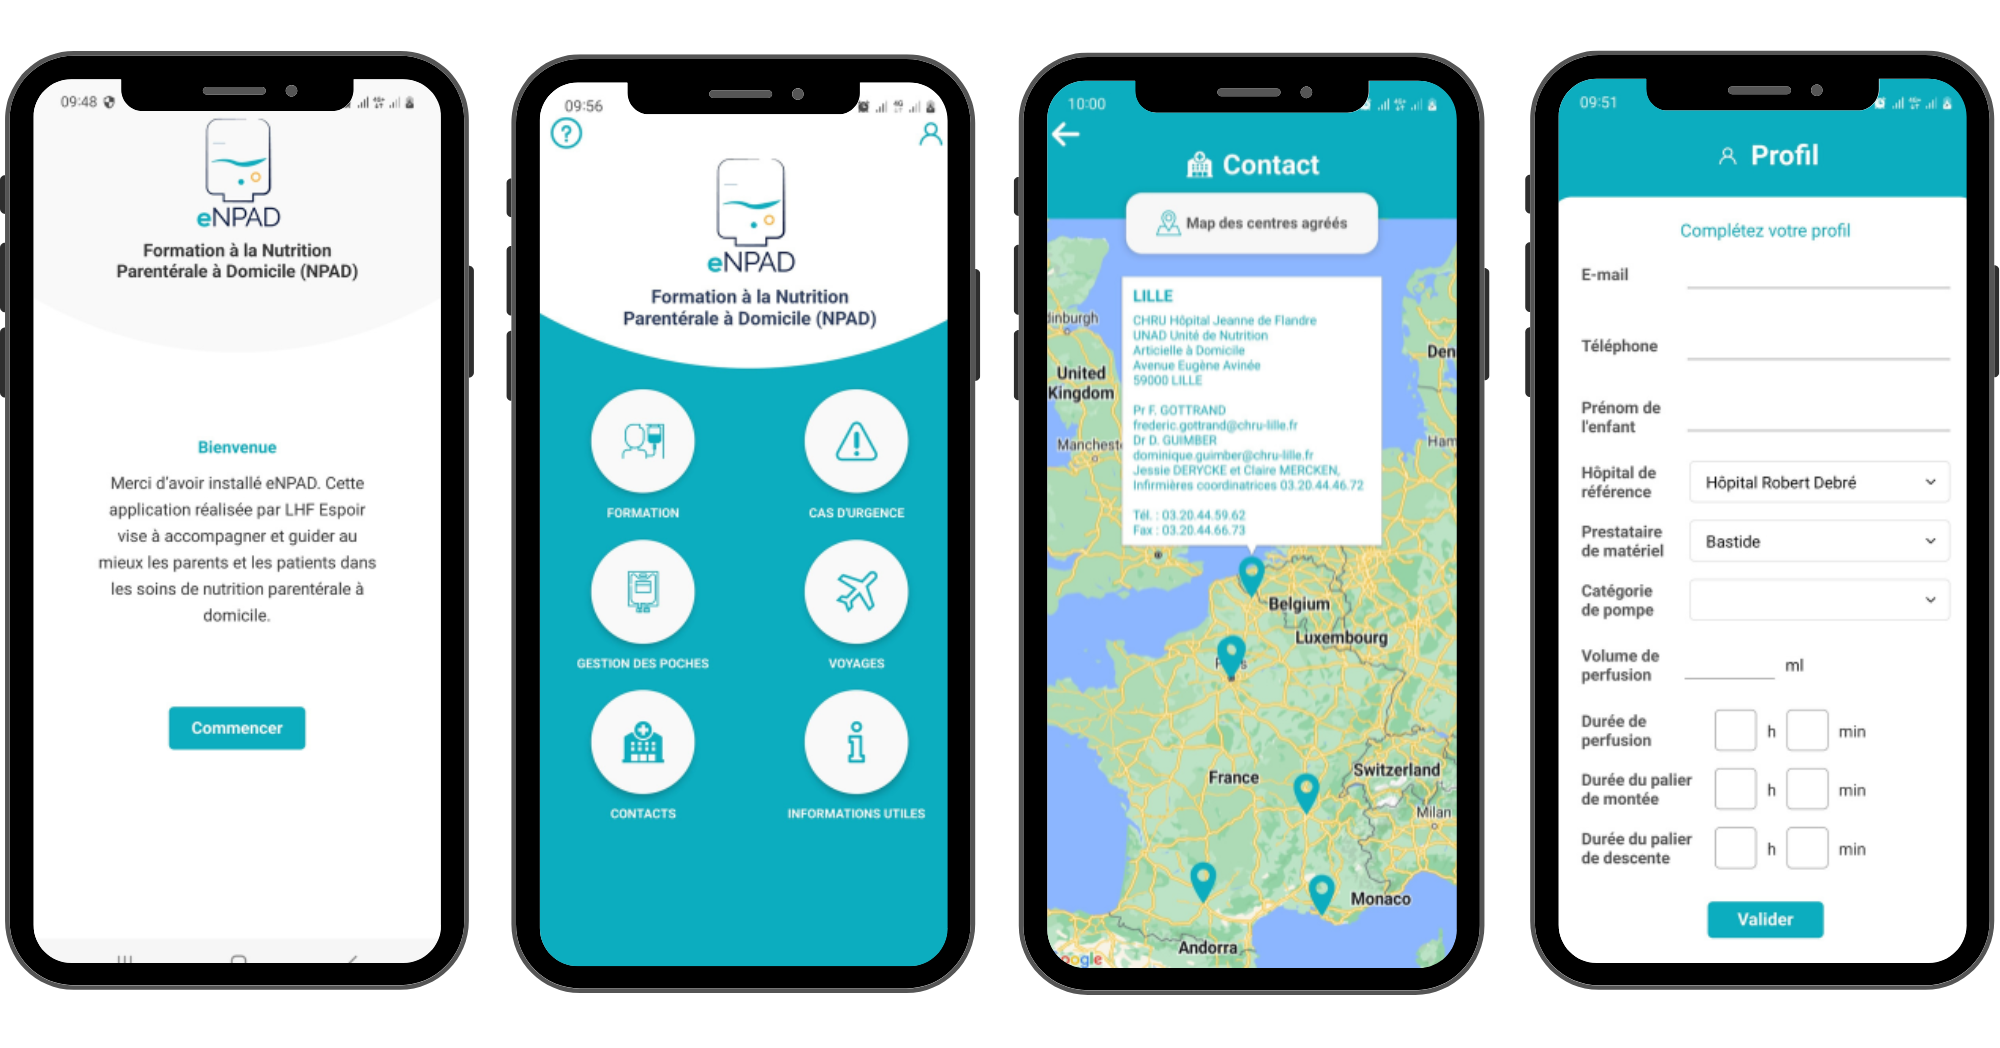 09:48
eNPAD
Formation à la Nutrition
Parentérale à Domicile (NPAD)
Bienvenue
Merci d'avoir installé eNPAD. Cette
application réalisée par LHF Espoir
vise à accompagner et guider au
mieux les parents et les patients dans
les soins de nutrition parentérale à
domicile.
Commencer
09:56
?
eNPAD
Formation à la Nutrition
Parentérale à Domicile (NPAD)
FORMATION
CAS D'URGENCE
GESTION DES POCHES
VOYAGES
CONTACTS
INFORMATIONS UTILES
10:00
Contact
Map des centres agréés
LILLE
CHRU Hôpital Jeanne de Flandre
UNAD Unité de Nutrition
Articielle à Domicile
Avenue Eugène Avinée
59000 LILLE
Pr F. GOTTRAND
frederic.gottrand@chru-lille.fr
Dr D. GUIMBER
dominique.guimber@chru-lille.fr
Jessie DERYCKE et Claire MERCKEN,
Infirmières coordinatrices 03.20.44.46.72
Tél. : 03.20.44.59.62
Fax : 03.20.44.66.73
inburgh
United
Kingdom
Manchest
Den
Ham
Belgium
Luxembourg
France
Switzerland
Milan
Monaco
Andorra
oogle
09:51
Profil
Complétez votre profil
E-mail
Téléphone
Prénom de
l'enfant
Hôpital de
référence
Hôpital Robert Debré
Prestataire
de matériel
Bastide
Catégorie
de pompe
Volume de
perfusion
ml
Durée de
perfusion
h min
Durée du palier
de montée
h min
Durée du palier
de descente
h min
Valider